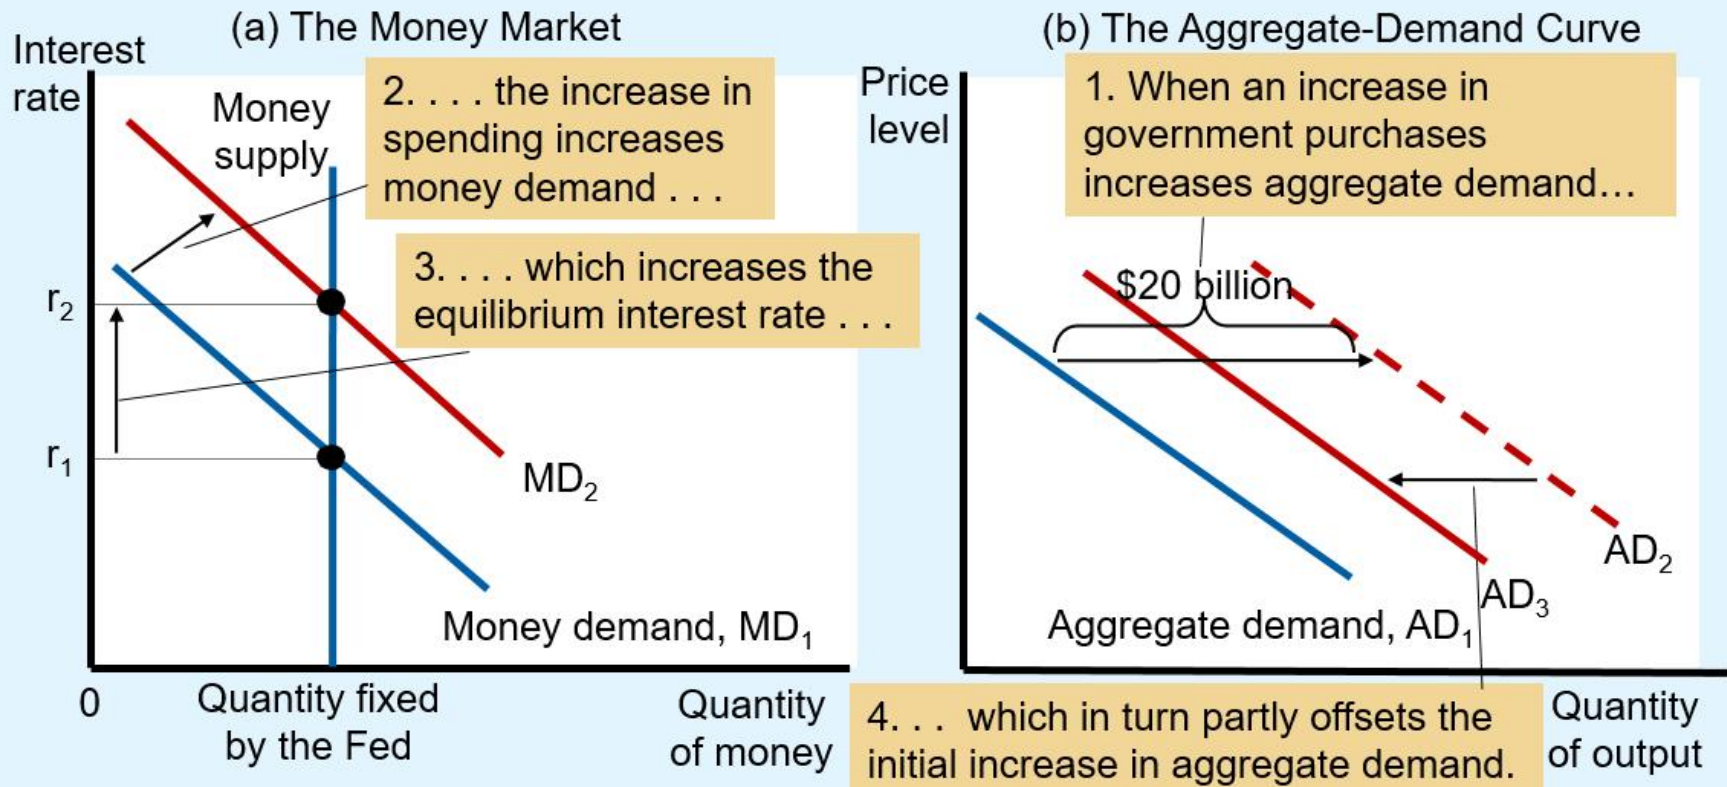 (a) The Money Market
Interest
rate
Money
supply
2. . . . the increase in
spending increases
money demand . . .
3. . . . which increases the
equilibrium interest rate . . .
r₂
r₁
MD₂
Money demand, MD₁
0
Quantity fixed
by the Fed
Quantity
of money
(b) The Aggregate-Demand Curve
Price
level
1. When an increase in
government purchases
increases aggregate demand…
$20 billion
AD₂
AD₃
Aggregate demand, AD₁
4. . . which in turn partly offsets the
initial increase in aggregate demand.
Quantity
of output